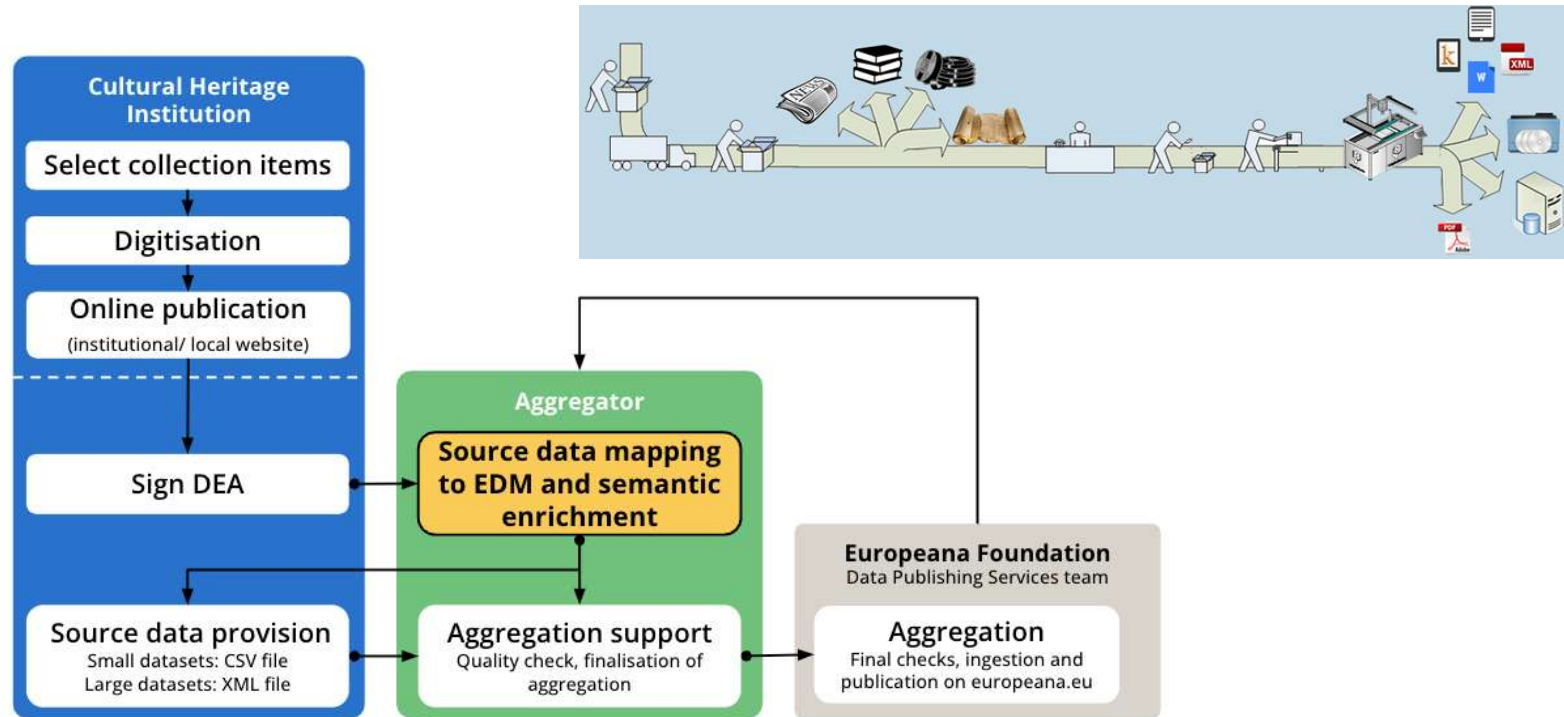 Cultural Heritage
Institution
Select collection items
Digitisation
Online publication
(institutional/ local website)
Sign DEA
Source data provision
Small datasets: CSV file
Large datasets: XML file
Aggregator
Source data mapping
to EDM and semantic
enrichment
Aggregation support
Quality check, finalisation of
aggregation
Europeana Foundation
Data Publishing Services team
Aggregation
Final checks, ingestion and
publication on europeana.eu
NEWS
k
W
XML
PDF
Adobe